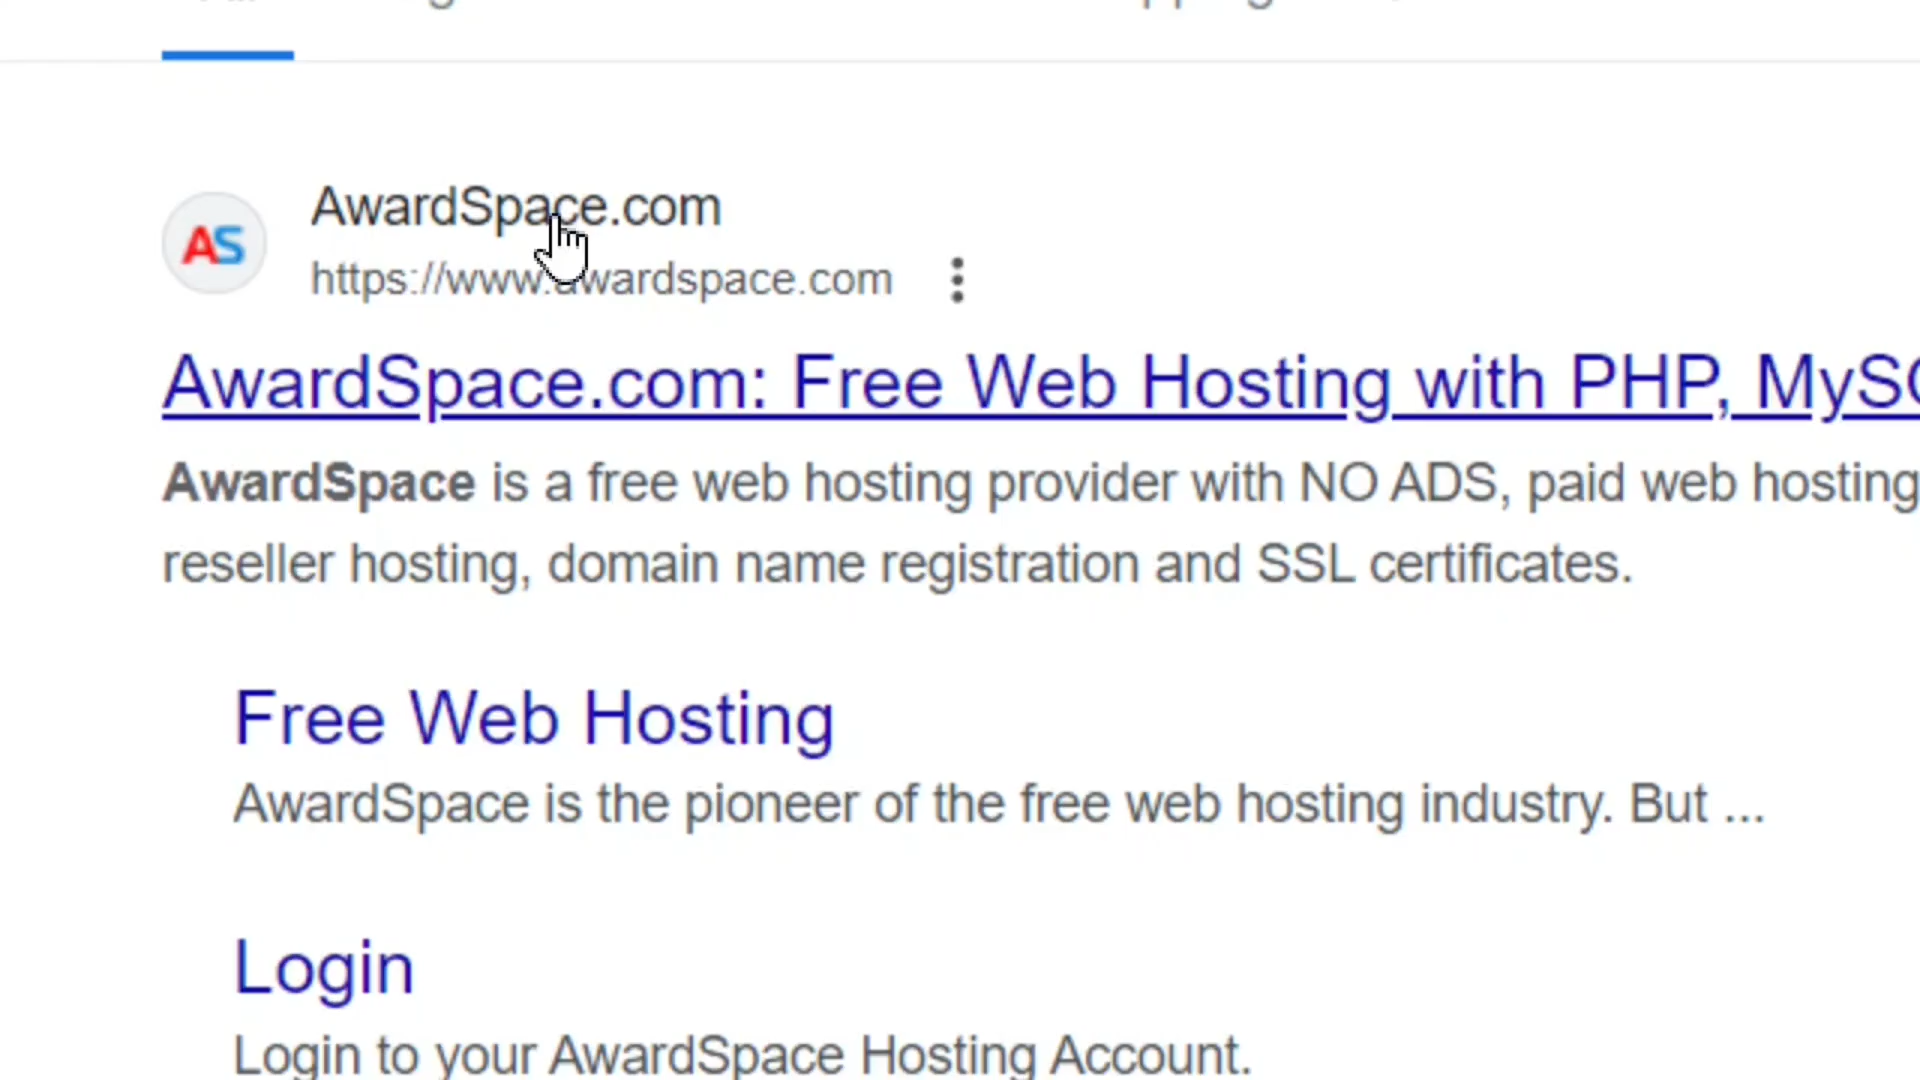 AwardSpace.com
AS
https://www.awardspace.com
AwardSpace.com: Free Web Hosting with PHP,
AwardSpace is a free web hosting provider with NO ADS, paid web hosting
reseller hosting, domain name registration and SSL certificates.
Free Web Hosting
AwardSpace is the pioneer of the free web hosting industry. But ...
Login
Login to your AwardSpace Hosting Account.